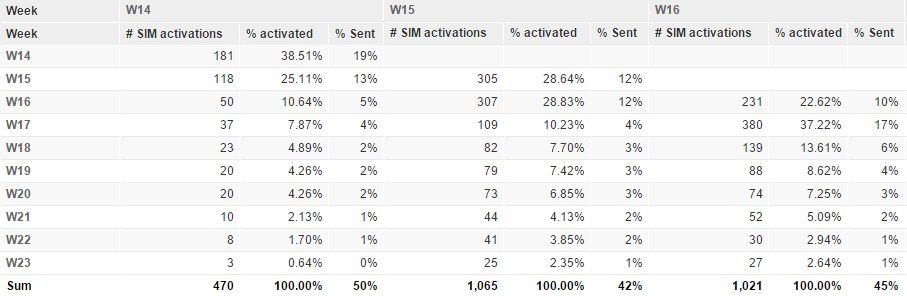 Week W14 W15 W16
Week # SIM activations % activated % Sent # SIM activations % activated % Sent # SIM activations % activated % Sent
W14 181 38.51% 19%
W15 118 25.11% 13% 305 28.64% 12%
W16 50 10.64% 5% 307 28.83% 12% 231 22.62% 10%
W17 37 7.87% 4% 109 10.23% 4% 380 37.22% 17%
W18 23 4.89% 2% 82 7.70% 3% 139 13.61% 6%
W19 20 4.26% 2% 79 7.42% 3% 88 8.62% 4%
W20 20 4.26% 2% 73 6.85% 3% 74 7.25% 3%
W21 10 2.13% 1% 44 4.13% 2% 52 5.09% 2%
W22 8 1.70% 1% 41 3.85% 2% 30 2.94% 1%
W23 3 0.64% 0% 25 2.35% 1% 27 2.64% 1%
Sum 470 100.00% 50% 1,065 100.00% 42% 1,021 100.00% 45%